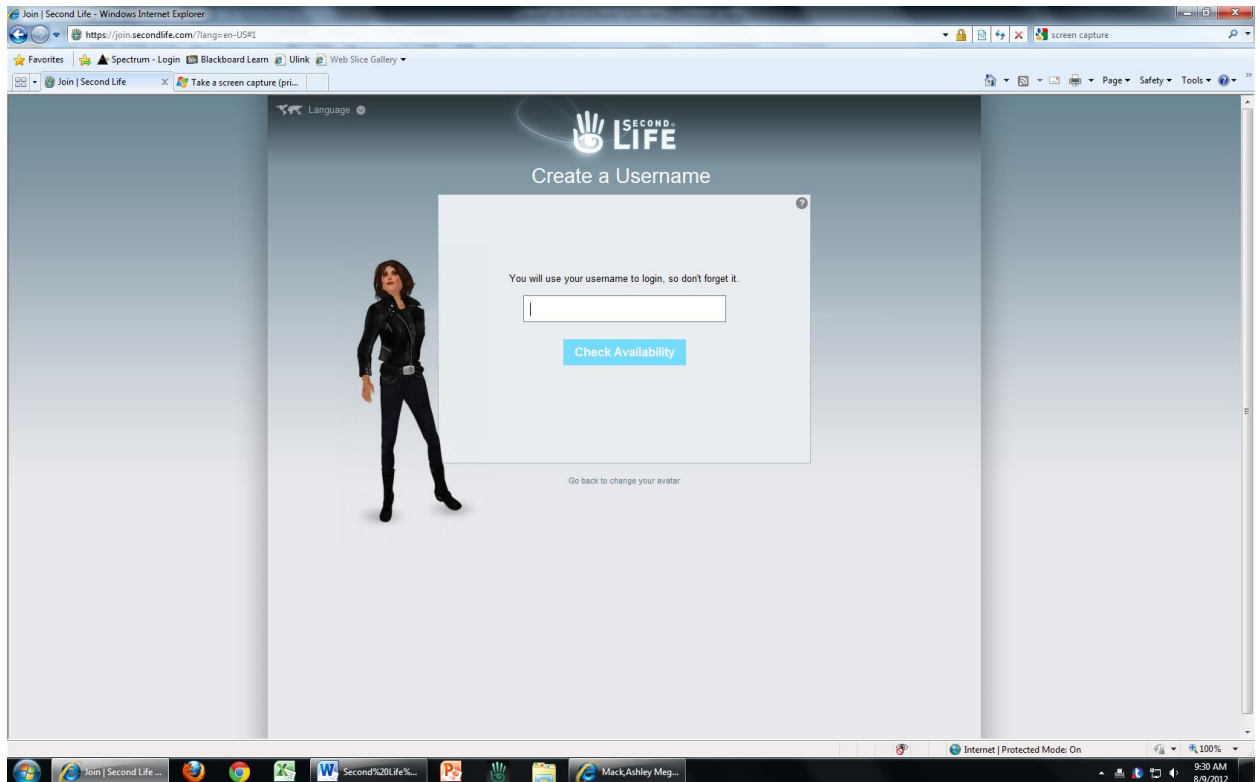 Join | Second Life - Windows Internet Explorer
https://join.secondlife.com/?lang=en-US#1
screen capture
Favorites Spectrum - Login Blackboard Learn Ulink Web Slice Gallery
Join | Second Life Take a screen capture (pri... Page Safety Tools
Language
SECOND LIFE
Create a Username
You will use your username to login, so don't forget it.
Check Availability
Go back to change your avatar
Internet | Protected Mode: On 100%
Join | Second Life ... Second%20Life%... Mack,Ashley Meg... 9:30 AM
8/9/2012